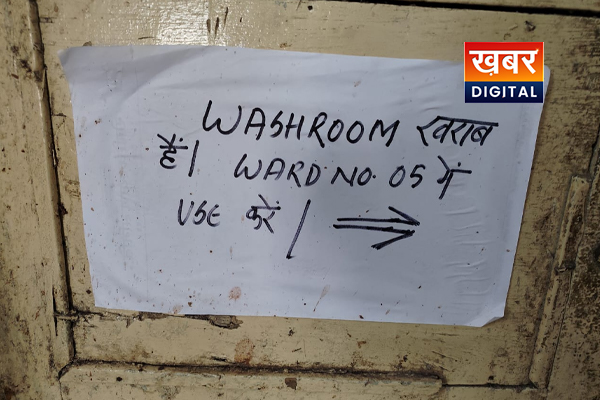 खबर
DIGITAL
WASHROOM खराब
हैं। WARD NO. 05 में
USE करें। ⇒